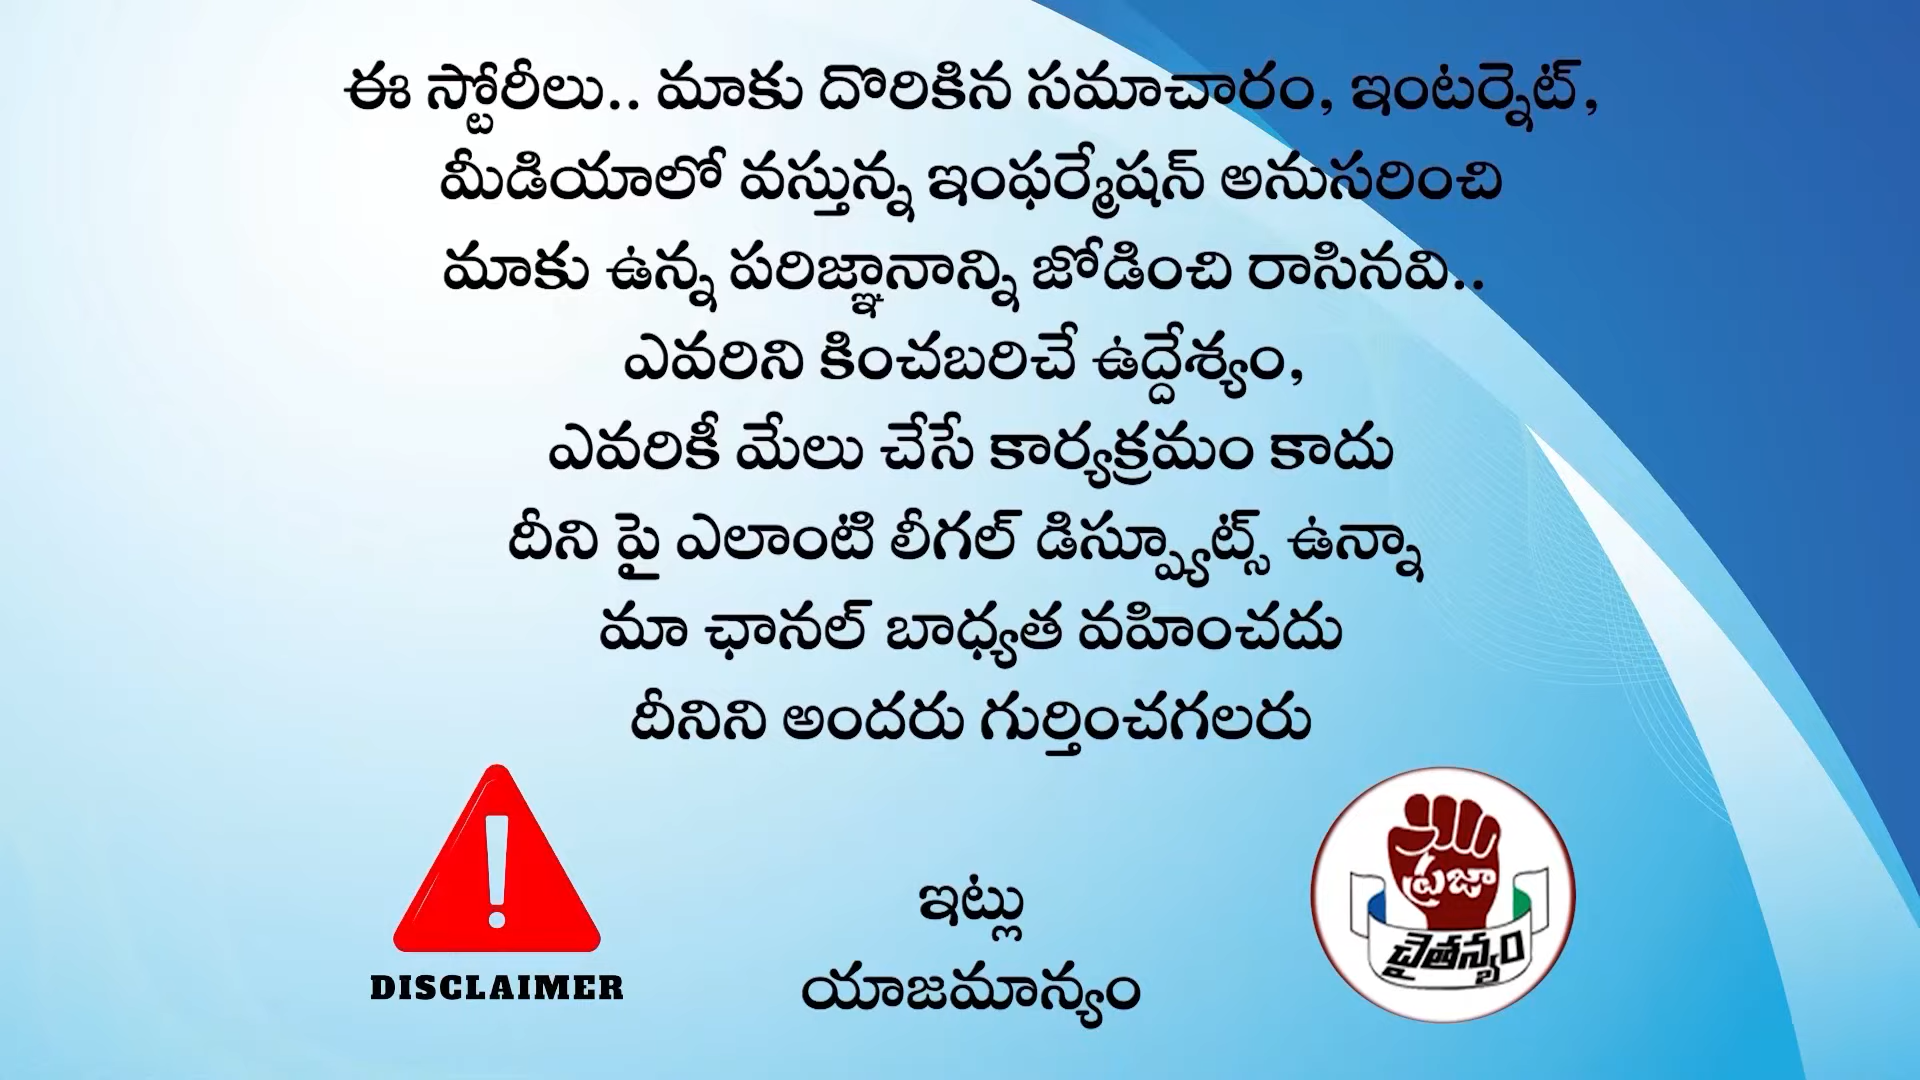 ఈ స్టోరీలు.. మాకు దొరికిన సమాచారం, ఇంటర్నెట్,
మీడియాలో వస్తున్న ఇంఫర్మేషన్ అనుసరించి
మాకు ఉన్న పరిజ్ఞానాన్ని జోడించి రాసినవి..
ఎవరిని కించబరిచే ఉద్దేశ్యం,
ఎవరికీ మేలు చేసే కార్యక్రమం కాదు
దీని పై ఎలాంటి లీగల్ డిస్ప్యూట్స్ ఉన్నా
మా ఛానల్ బాధ్యత వహించదు
దీనిని అందరు గుర్తించగలరు
DISCLAIMER
ఇట్లు
యాజమాన్యం
ప్రజా
చైతన్యం